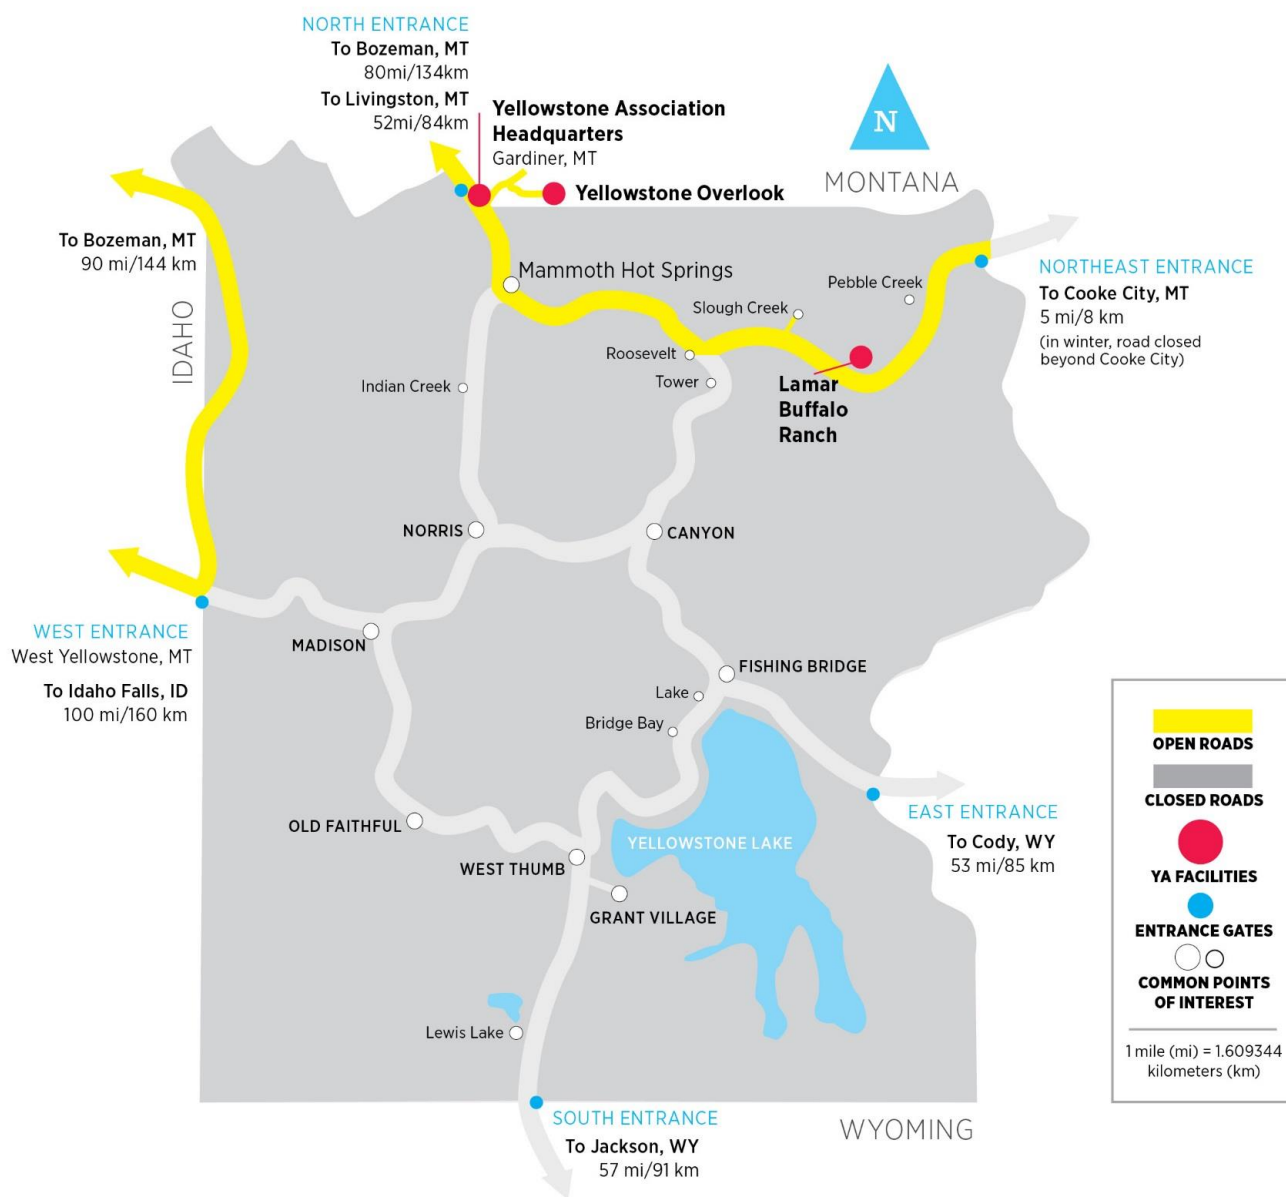 NORTH ENTRANCE
To Bozeman, MT
80mi/134km
To Livingston, MT
52mi/84km
Yellowstone Association
Headquarters
Gardiner, MT
Yellowstone Overlook
N
MONTANA
To Bozeman, MT
90 mi/144 km
IDAHO
Mammoth Hot Springs
Pebble Creek
Slough Creek
NORTHEAST ENTRANCE
To Cooke City, MT
5 mi/8 km
(in winter, road closed
beyond Cooke City)
Roosevelt
Tower
Indian Creek
Lamar
Buffalo
Ranch
NORRIS
CANYON
WEST ENTRANCE
West Yellowstone, MT
To Idaho Falls, ID
100 mi/160 km
MADISON
FISHING BRIDGE
Lake
Bridge Bay
OLD FAITHFUL
WEST THUMB
YELLOWSTONE LAKE
GRANT VILLAGE
EAST ENTRANCE
To Cody, WY
53 mi/85 km
Lewis Lake
SOUTH ENTRANCE
To Jackson, WY
57 mi/91 km
WYOMING
OPEN ROADS
CLOSED ROADS
YA FACILITIES
ENTRANCE GATES
COMMON POINTS
OF INTEREST
1 mile (mi) = 1.609344
kilometers (km)